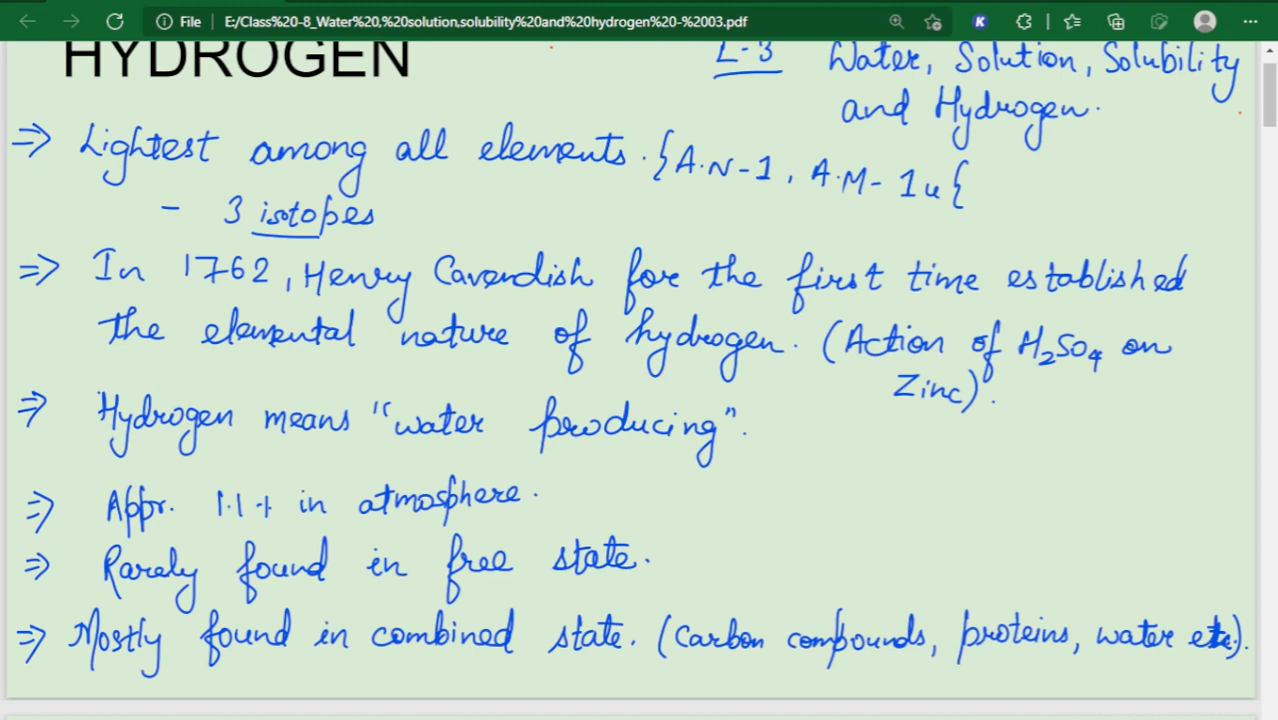 File E:/Class%20-8_Water%20,%20solution,solubility%20and%20hydrogen%20-%2003.pdf
HYDROGEN
L-3 Water, Solution, Solubility
and Hydrogen.
⇒ Lightest among all elements. {A.N-1, A.M-1u}
- 3 isotopes
⇒ In 1762, Henry Cavendish for the first time established
the elemental nature of hydrogen. (Action of H₂SO₄ on
Zinc).
⇒ Hydrogen means "water producing".
⇒ Appr. in atmosphere.
⇒ Rarely found in free state.
⇒ Mostly found in combined state. (Carbon compounds, proteins, water etc.).